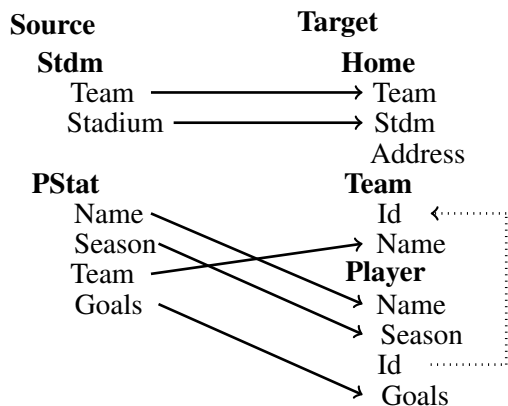 Source Target
Stdm Home
Team Team
Stadium Stdm
Address
PStat Team
Name Id
Season Name
Team Player
Goals Name
Season
Id
Goals